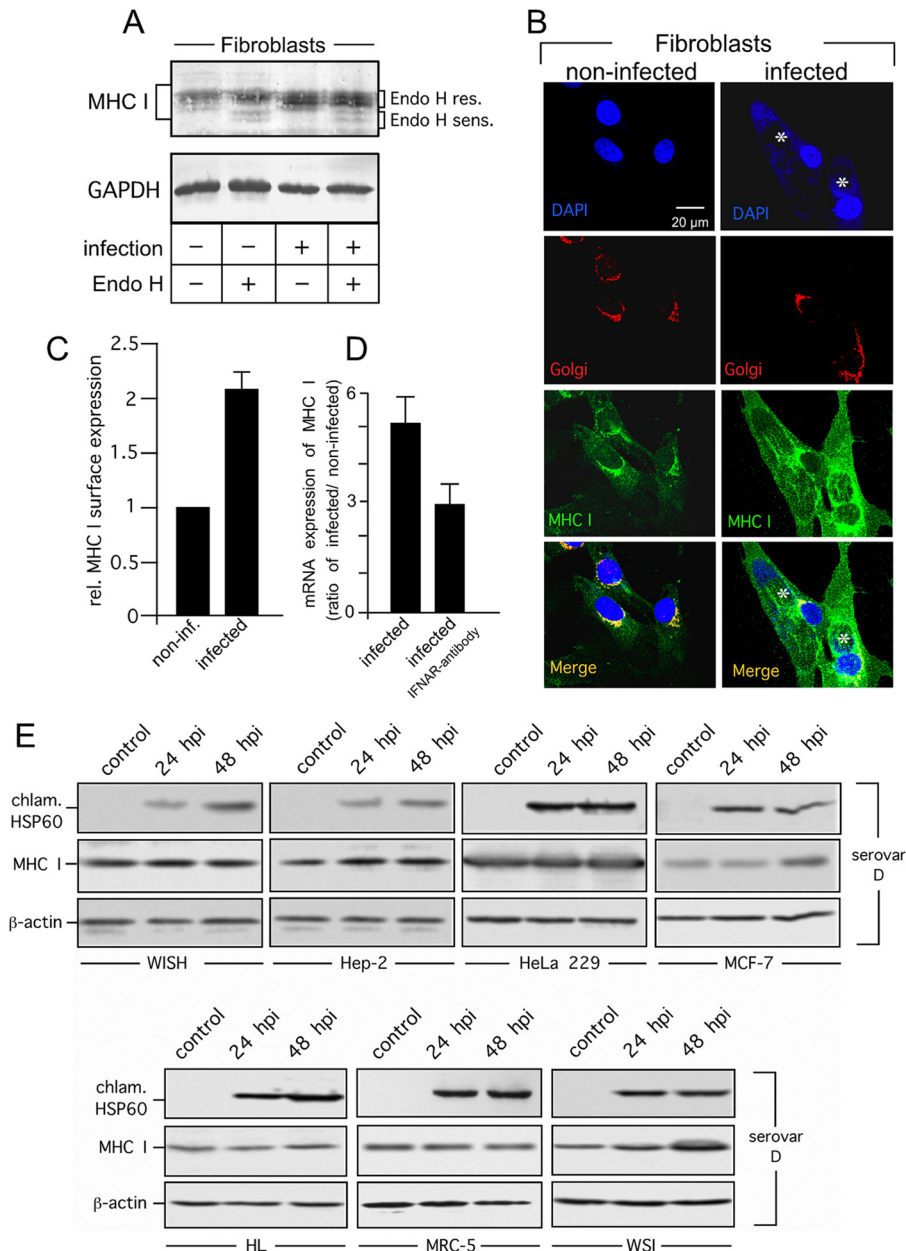 A
Fibroblasts
MHC I
Endo H res.
Endo H sens.
GAPDH
infection
− − + +
Endo H
− + − +
B
Fibroblasts
non-infected infected
*
*
DAPI
20 µm
DAPI
Golgi
Golgi
MHC I
MHC I
*
*
Merge
Merge
C
rel. MHC I surface expression
2.5
2
1.5
1
0.5
0
non-inf.
infected
D
mRNA expression of MHC I
(ratio of infected/ non-infected)
6
3
0
infected
infected
IFNAR-antibody
E
control 24 hpi 48 hpi control 24 hpi 48 hpi control 24 hpi 48 hpi control 24 hpi 48 hpi
chlam.
HSP60
MHC I
β-actin
serovar
D
WISH Hep-2 HeLa 229 MCF-7
control 24 hpi 48 hpi control 24 hpi 48 hpi control 24 hpi 48 hpi
chlam.
HSP60
MHC I
β-actin
serovar
D
HL MRC-5 WSI